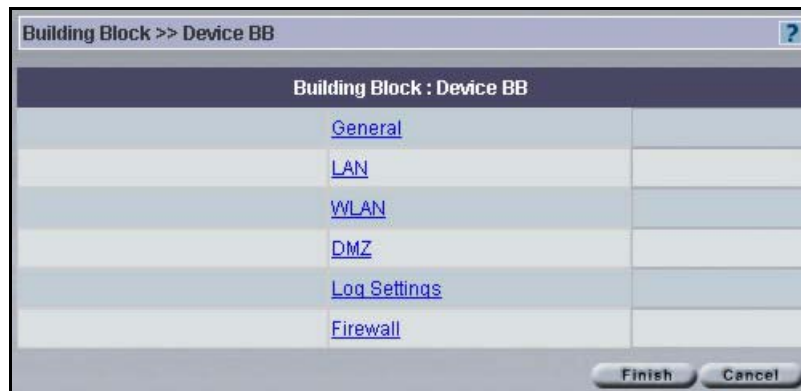 Building Block >> Device BB ?
Building Block : Device BB
General
LAN
WLAN
DMZ
Log Settings
Firewall
Finish Cancel